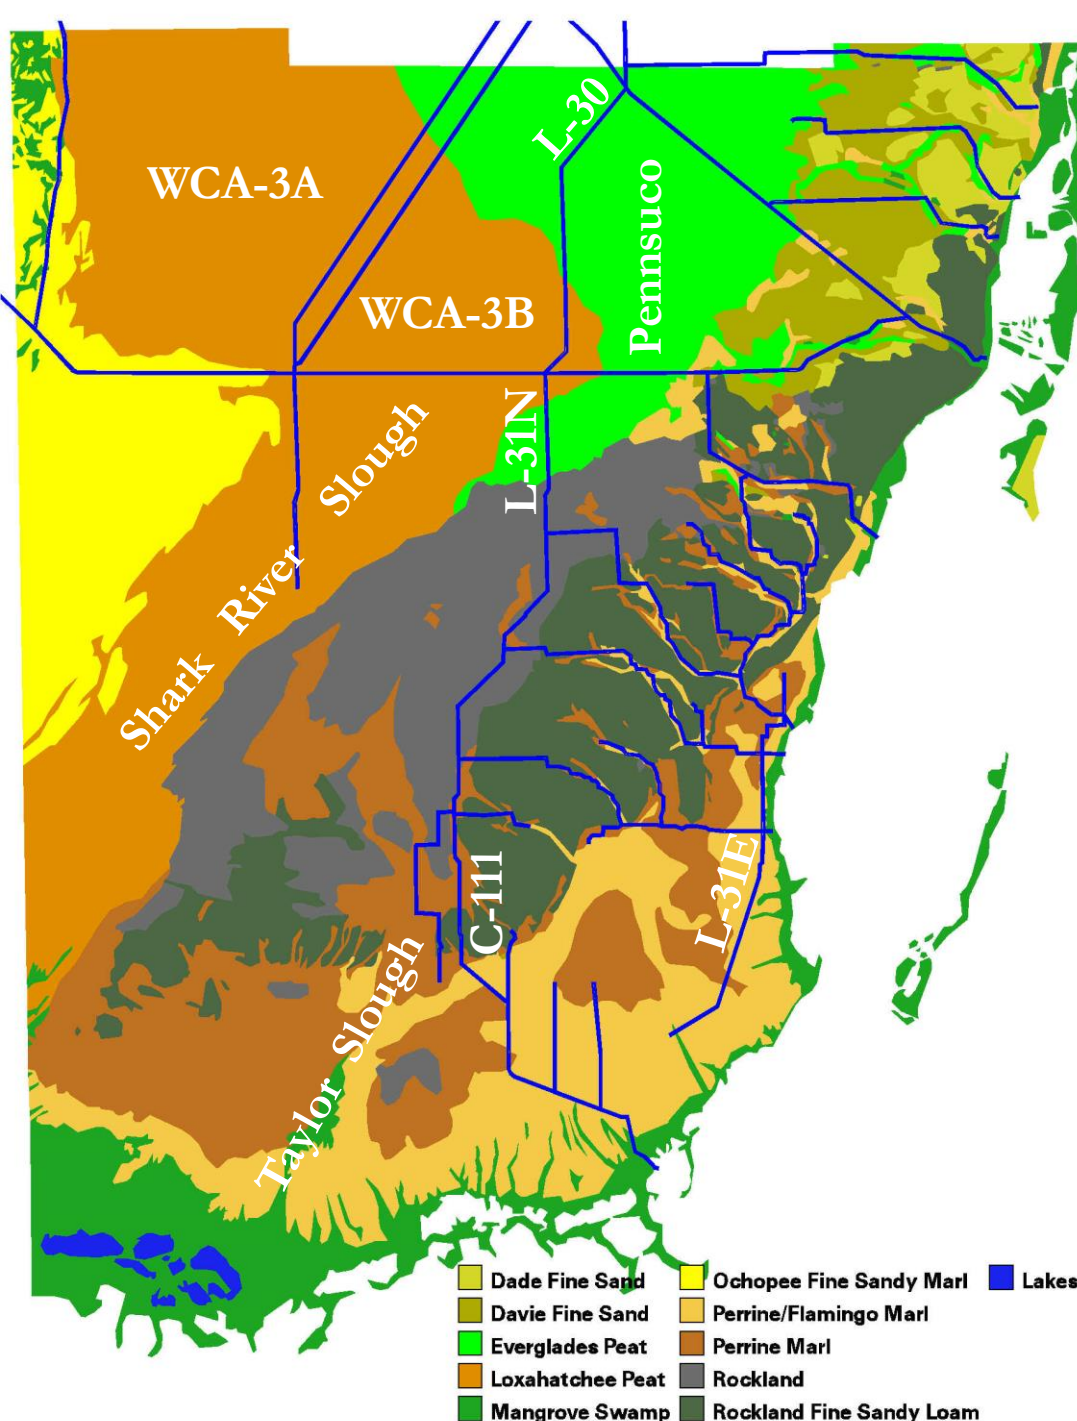 L-30
WCA-3A
Pennsuco
WCA-3B
L-31N
Shark River Slough
C-111
L-31E
Taylor Slough
Dade Fine Sand
Davie Fine Sand
Everglades Peat
Loxahatchee Peat
Mangrove Swamp
Ochopee Fine Sandy Marl
Perrine/Flamingo Marl
Perrine Marl
Rockland
Rockland Fine Sandy Loam
Lakes